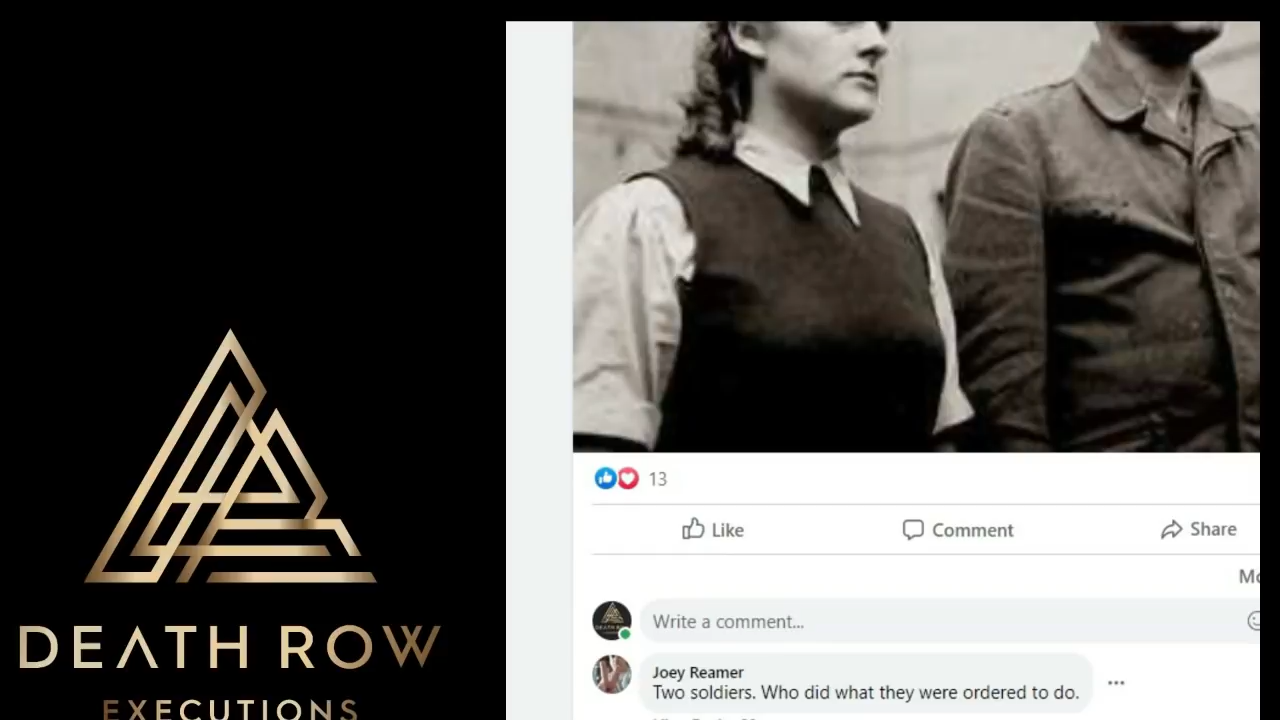 DEATH ROW
EXECUTIONS
13
Like
Comment
Share
Write a comment...
Joey Reamer
Two soldiers. Who did what they were ordered to do.